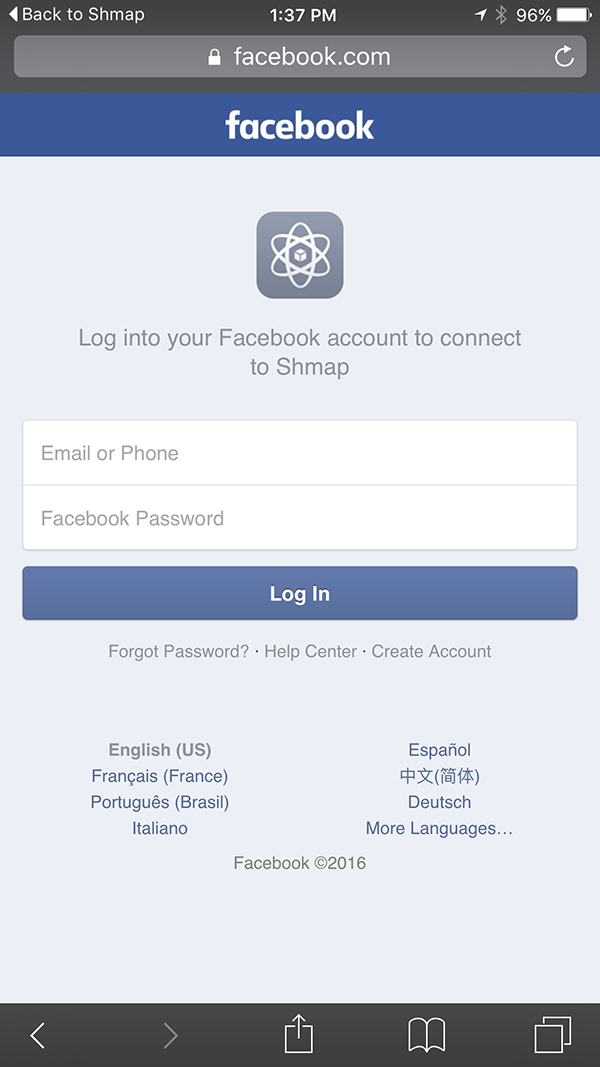 Back to Shmap 1:37 PM 96%
facebook.com
facebook
Log into your Facebook account to connect
to Shmap
Email or Phone
Facebook Password
Log In
Forgot Password? · Help Center · Create Account
English (US) Español
Français (France) 中文(简体)
Português (Brasil) Deutsch
Italiano More Languages…
Facebook ©2016